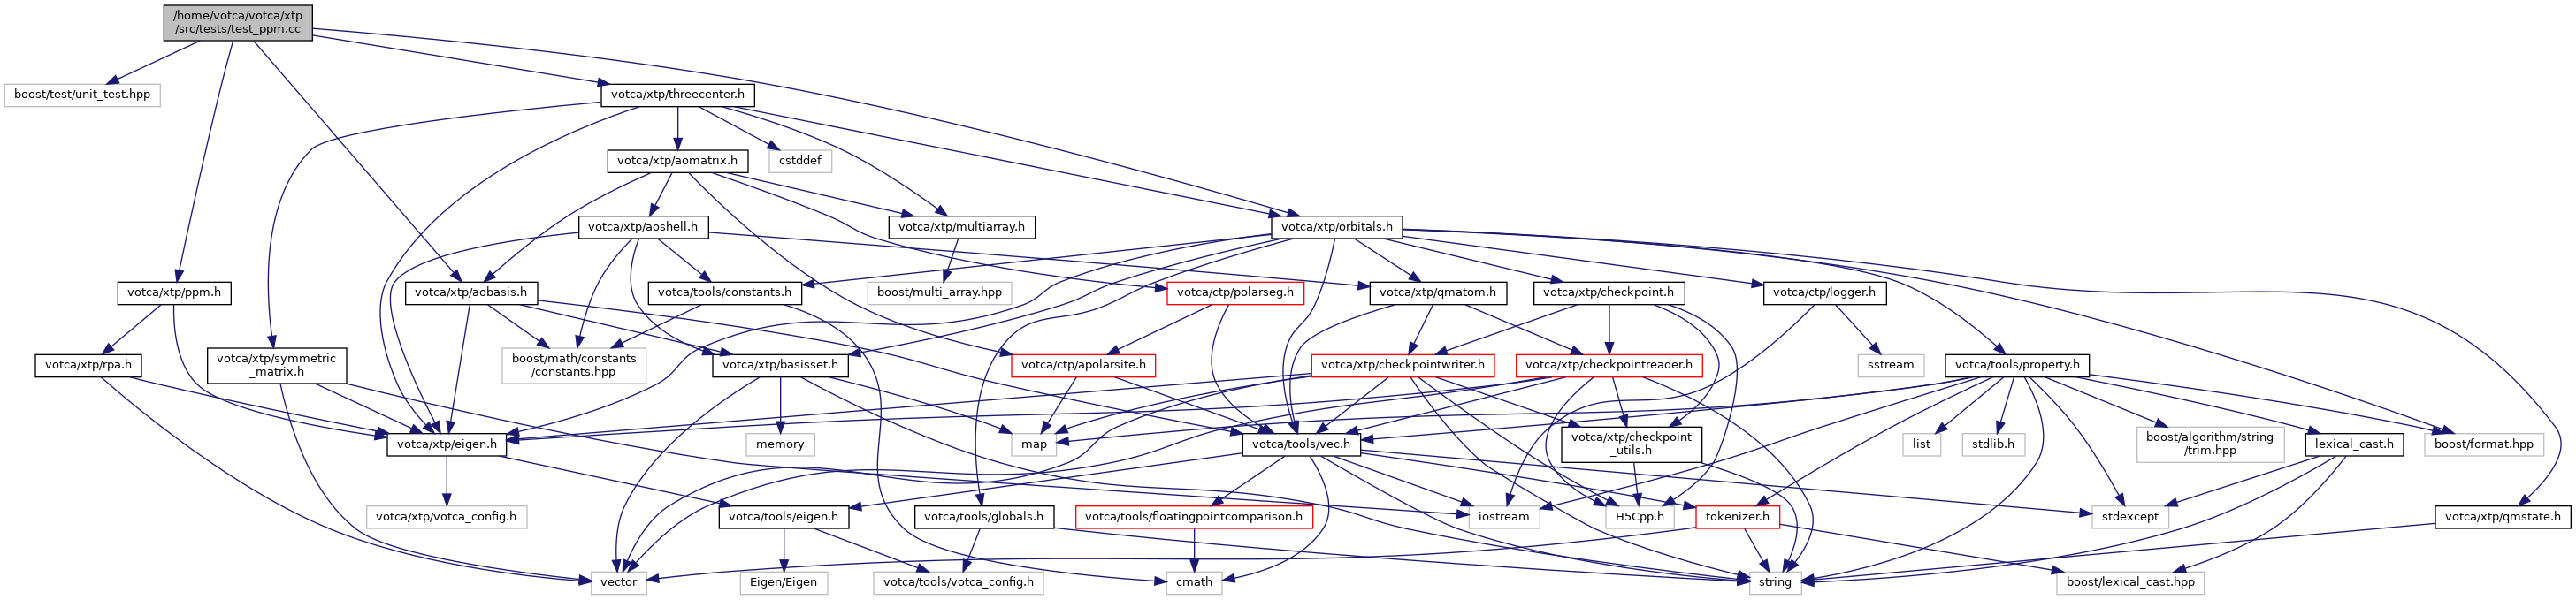 /home/votca/votca/xtp
/src/tests/test_ppm.cc
boost/test/unit_test.hpp
votca/xtp/threecenter.h
votca/xtp/aomatrix.h
cstddef
votca/xtp/aoshell.h
votca/xtp/multiarray.h
votca/xtp/orbitals.h
votca/xtp/ppm.h
votca/xtp/aobasis.h
votca/tools/constants.h
boost/multi_array.hpp
votca/ctp/polarseg.h
votca/xtp/qmatom.h
votca/xtp/checkpoint.h
votca/ctp/logger.h
votca/xtp/rpa.h
votca/xtp/symmetric
_matrix.h
boost/math/constants
/constants.hpp
votca/xtp/basisset.h
votca/ctp/apolarsite.h
votca/xtp/checkpointwriter.h
votca/xtp/checkpointreader.h
sstream
votca/tools/property.h
votca/xtp/eigen.h
memory
map
votca/tools/vec.h
votca/xtp/checkpoint
_utils.h
list
stdlib.h
boost/algorithm/string
/trim.hpp
lexical_cast.h
boost/format.hpp
votca/xtp/votca_config.h
votca/tools/eigen.h
votca/tools/globals.h
votca/tools/floatingpointcomparison.h
iostream
H5Cpp.h
tokenizer.h
stdexcept
votca/xtp/qmstate.h
vector
Eigen/Eigen
votca/tools/votca_config.h
cmath
string
boost/lexical_cast.hpp